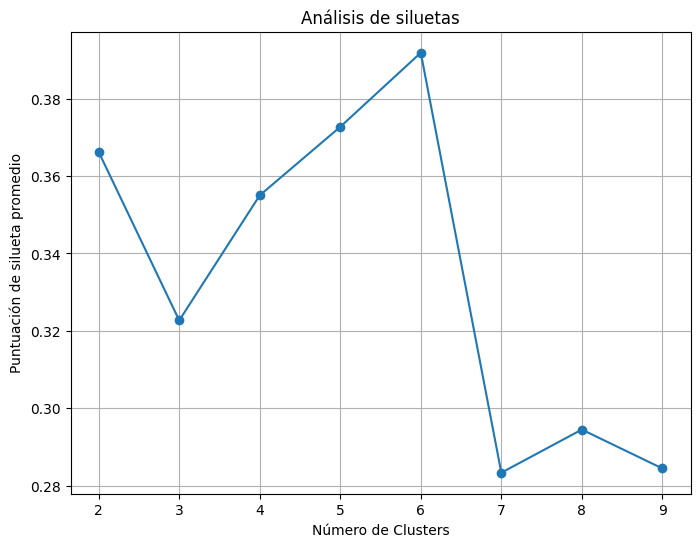 Análisis de siluetas
Puntuación de silueta promedio
0.38
0.36
0.34
0.32
0.30
0.28
2 3 4 5 6 7 8 9
Número de Clusters